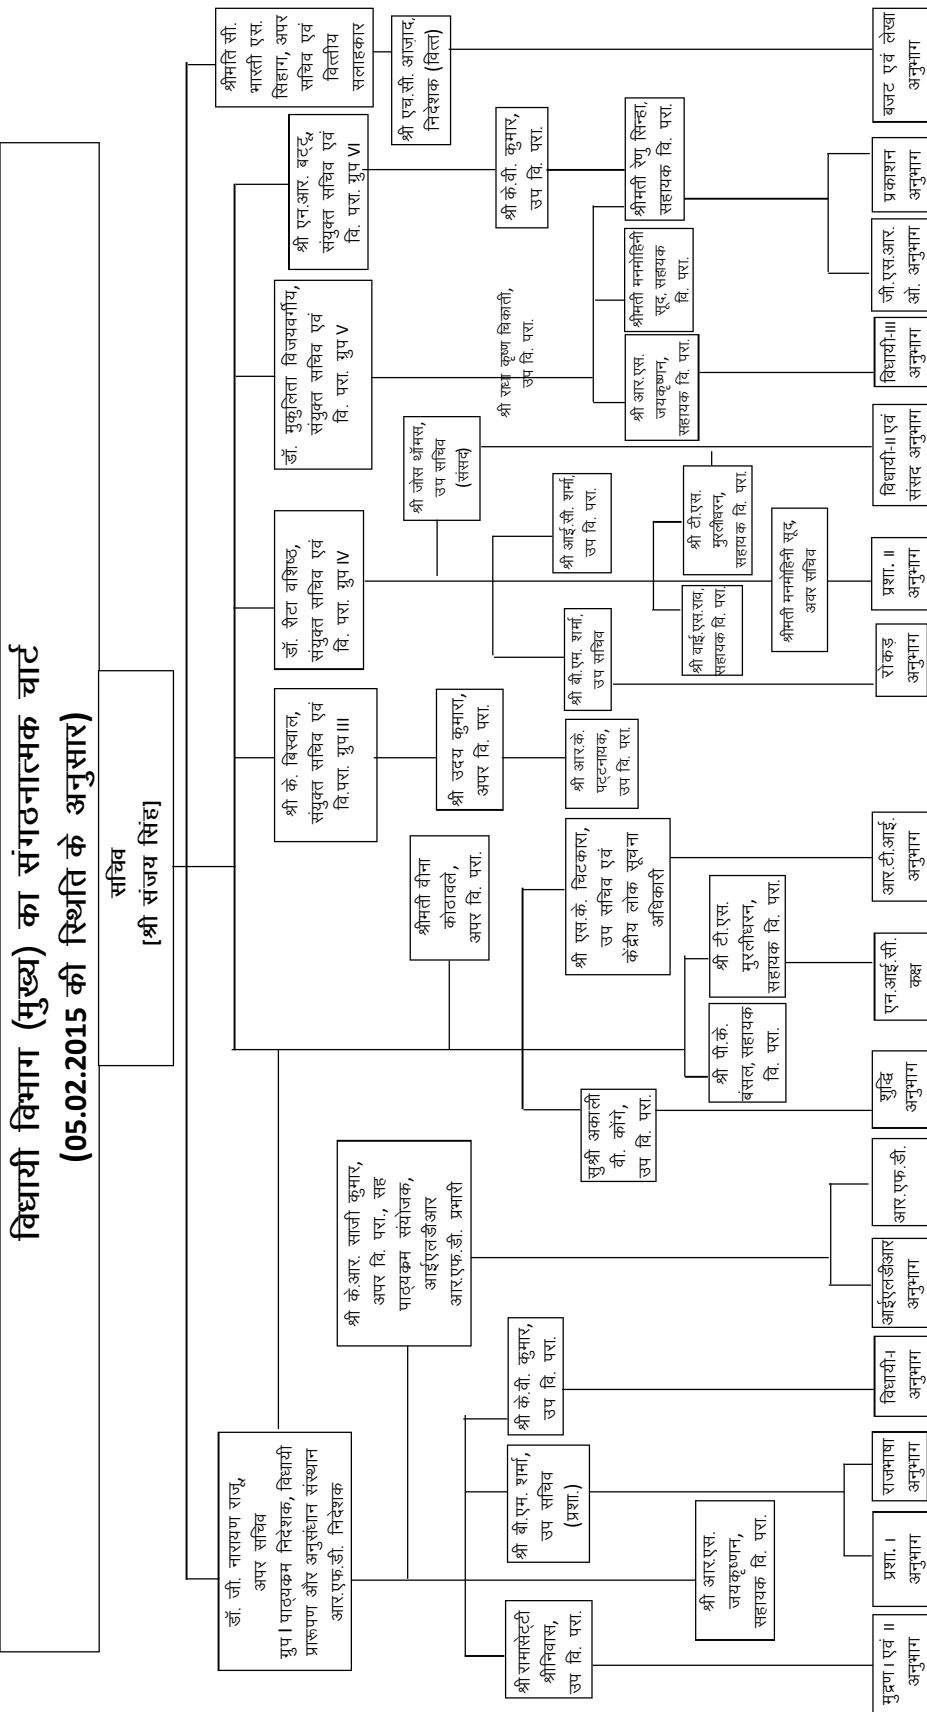 विधायी विभाग (मुख्य) का संगठनात्मक चार्ट
(05.02.2015 की स्थिति के अनुसार)
सचिव
[श्री संजय सिंह]
डॉ. जी. नारायण राजू,
अपर सचिव
ग्रुप I पाठ्यक्रम निदेशक, विधायी
प्रारूपण और अनुसंधान संस्थान
आर.एफ.डी. निदेशक
श्रीमति सी.
भारती एस.
सिहाग, अपर
सचिव एवं
वित्तीय
सलाहकार
श्री के. बिस्वाल,
संयुक्त सचिव एवं
वि.परा. ग्रुप III
डॉ. रीटा वशिष्ठ,
संयुक्त सचिव एवं
वि. परा. ग्रुप IV
डॉ. मुकुलिता विजयवर्गीय,
संयुक्त सचिव एवं
वि. परा. ग्रुप V
श्री एन.आर. बट्टू,
संयुक्त सचिव एवं
वि. परा. ग्रुप VI
श्री के.आर. साजी कुमार,
अपर वि. परा., सह
पाठ्यक्रम संयोजक,
आईएलडीआर
आर.एफ.डी. प्रभारी
श्रीमती वीना
कोठावले,
अपर वि. परा.
श्री उदय कुमारा,
अपर वि. परा.
श्री जोस थॉमस,
उप सचिव
(संसद)
श्री एच.सी. आज़ाद,
निदेशक (वित्त)
श्री रामासेट्टी
श्रीनिवास,
उप वि. परा.
श्री बी.एम. शर्मा,
उप सचिव
(प्रशा.)
श्री के.वी. कुमार,
उप वि. परा.
सुश्री अकाली
वी. कोंगे,
उप वि. परा.
श्री एस.के. चिटकारा,
उप सचिव एवं
केंद्रीय लोक सूचना
अधिकारी
श्री आर.के.
पट्टनायक,
उप वि. परा.
श्री बी.एम. शर्मा,
उप सचिव
श्री आई.सी. शर्मा,
उप वि. परा.
श्री राधा कृष्ण चिकाती,
उप वि. परा.
श्री के.वी. कुमार,
उप वि. परा.
श्री आर.एस.
जयकृष्णन,
सहायक वि. परा.
श्री पी.के.
बंसल, सहायक
वि. परा.
श्री टी.एस.
मुरलीधरन,
सहायक वि. परा.
श्री वाई.एस.राव,
सहायक वि. परा.
श्री टी.एस.
मुरलीधरन,
सहायक वि. परा.
श्रीमती मनमोहिनी सूद,
अवर सचिव
श्री आर.एस.
जयकृष्णन,
सहायक वि. परा.
श्रीमती मनमोहिनी
सूद, सहायक
वि. परा.
श्रीमती रेणु सिन्हा,
सहायक वि. परा.
मुद्रण I एवं II
अनुभाग
प्रशा. I
अनुभाग
राजभाषा
अनुभाग
विधायी-I
अनुभाग
आईएलडीआर
अनुभाग
आर.एफ.डी.
शुद्धि
अनुभाग
एन.आई.सी.
कक्ष
आर.टी.आई.
अनुभाग
रोकड़
अनुभाग
प्रशा. II
अनुभाग
विधायी-II एवं
संसद अनुभाग
विधायी-III
अनुभाग
जी.एस.आर.
ओ. अनुभाग
प्रकाशन
अनुभाग
बजट एवं लेखा
अनुभाग